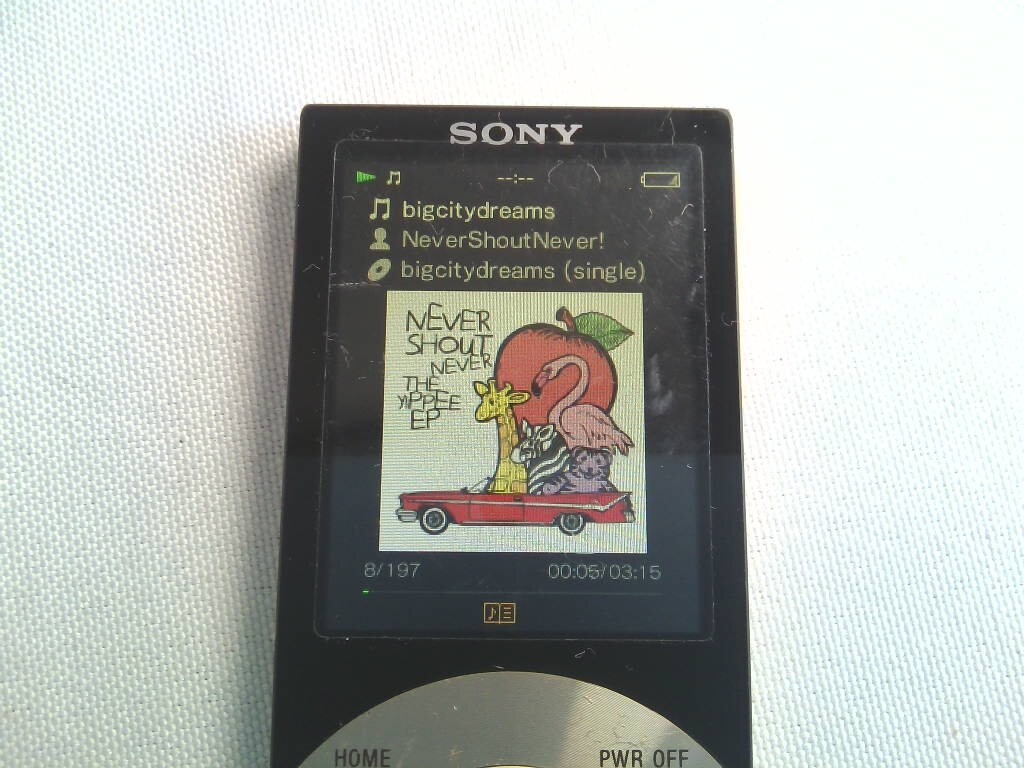 SONY
--:--
bigcitydreams
NeverShoutNever!
bigcitydreams (single)
NEVER
SHOUT
NEVER
THE
YIPPEE
EP
8/197 00:05/03:15
HOME PWR OFF